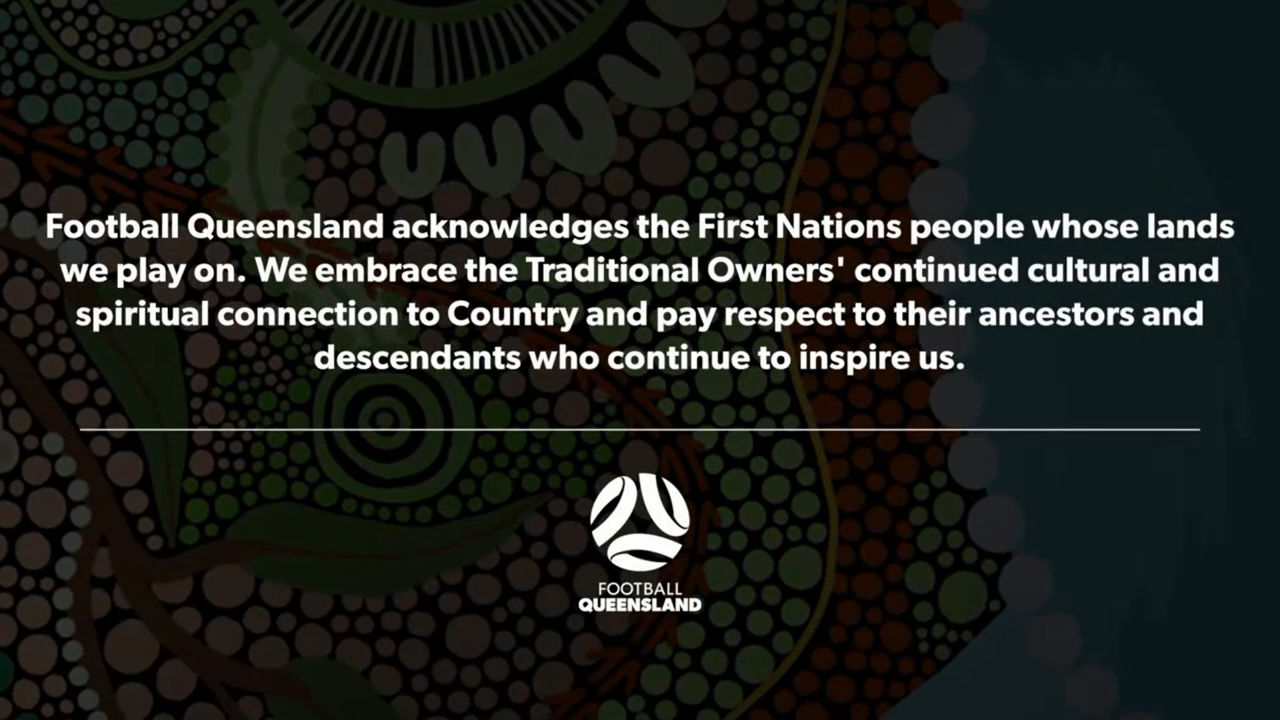 Football Queensland acknowledges the First Nations people whose lands
we play on. We embrace the Traditional Owners' continued cultural and
spiritual connection to Country and pay respect to their ancestors and
descendants who continue to inspire us.
FOOTBALL
QUEENSLAND